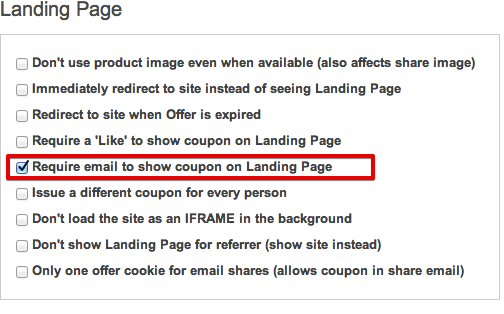 Landing Page
Don't use product image even when available (also affects share image)
Immediately redirect to site instead of seeing Landing Page
Redirect to site when Offer is expired
Require a 'Like' to show coupon on Landing Page
Require email to show coupon on Landing Page
Issue a different coupon for every person
Don't load the site as an IFRAME in the background
Don't show Landing Page for referrer (show site instead)
Only one offer cookie for email shares (allows coupon in share email)